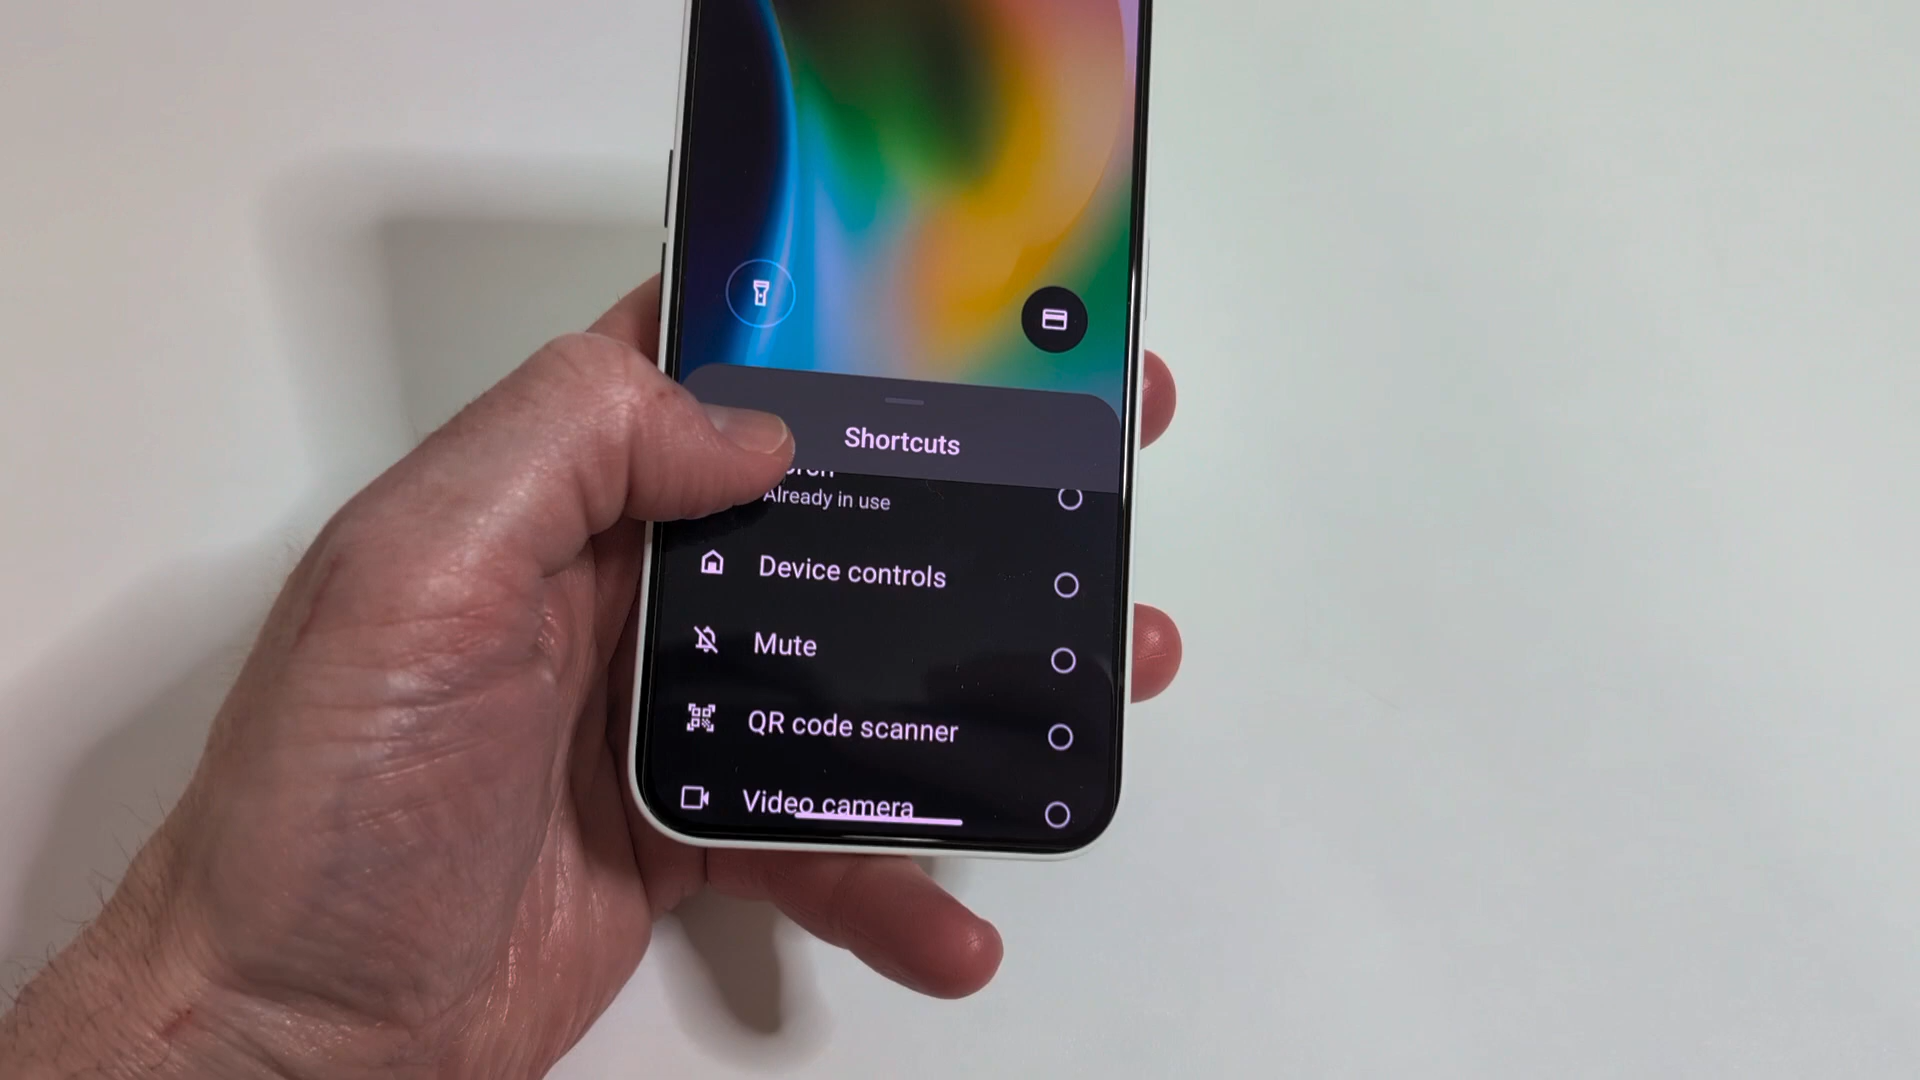 Shortcuts
Already in use
Device controls
Mute
QR code scanner
Video camera